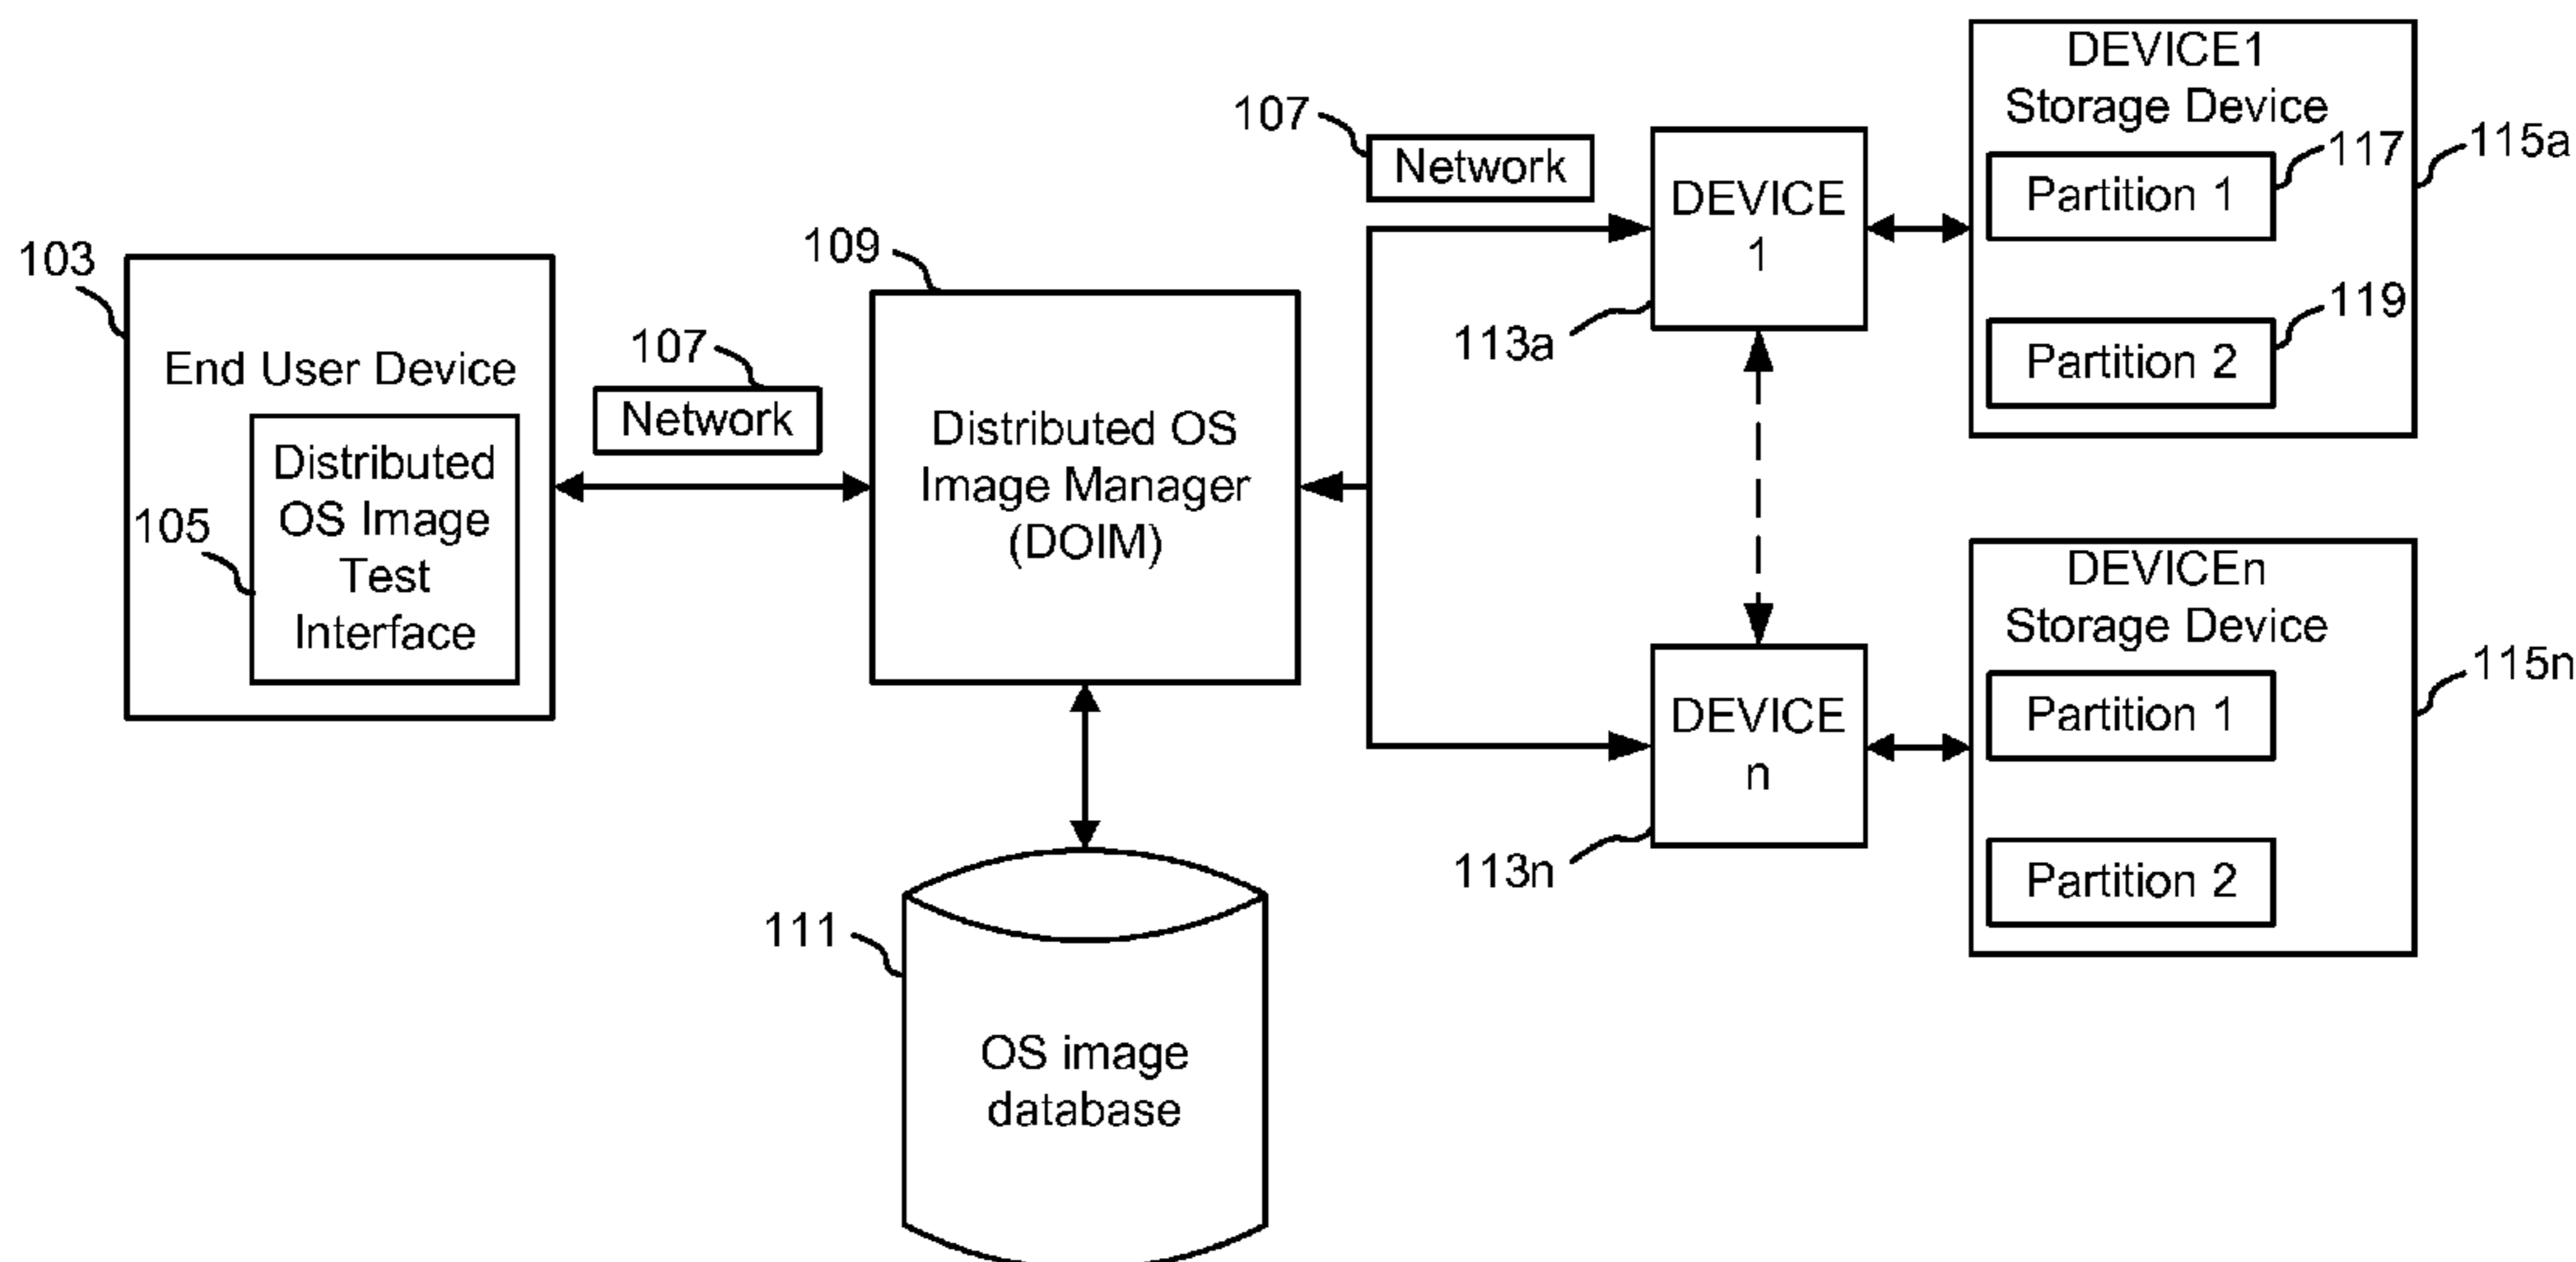 103
End User Device
105
Distributed
OS Image
Test
Interface
107
Network
109
Distributed OS
Image Manager
(DOIM)
111
OS image
database
107
Network
DEVICE
1
113a
DEVICE1
Storage Device
115a
Partition 1
117
Partition 2
119
DEVICE
n
113n
DEVICEn
Storage Device
115n
Partition 1
Partition 2